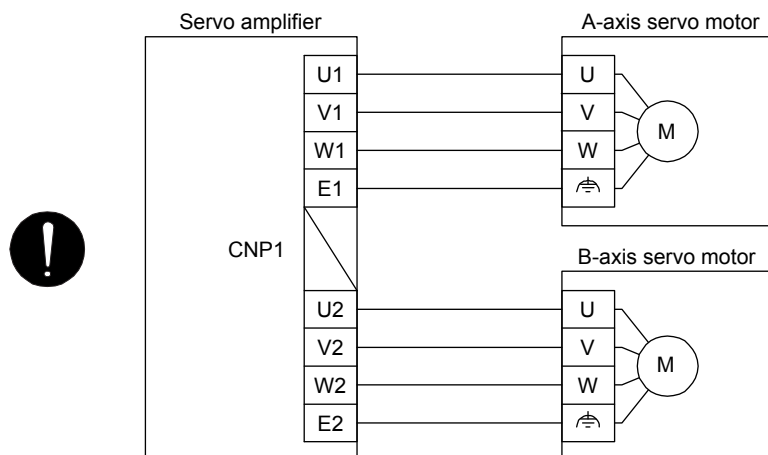 Servo amplifier
A-axis servo motor
U1
V1
W1
E1
U
V
W
M
CNP1
B-axis servo motor
U2
V2
W2
E2
U
V
W
M